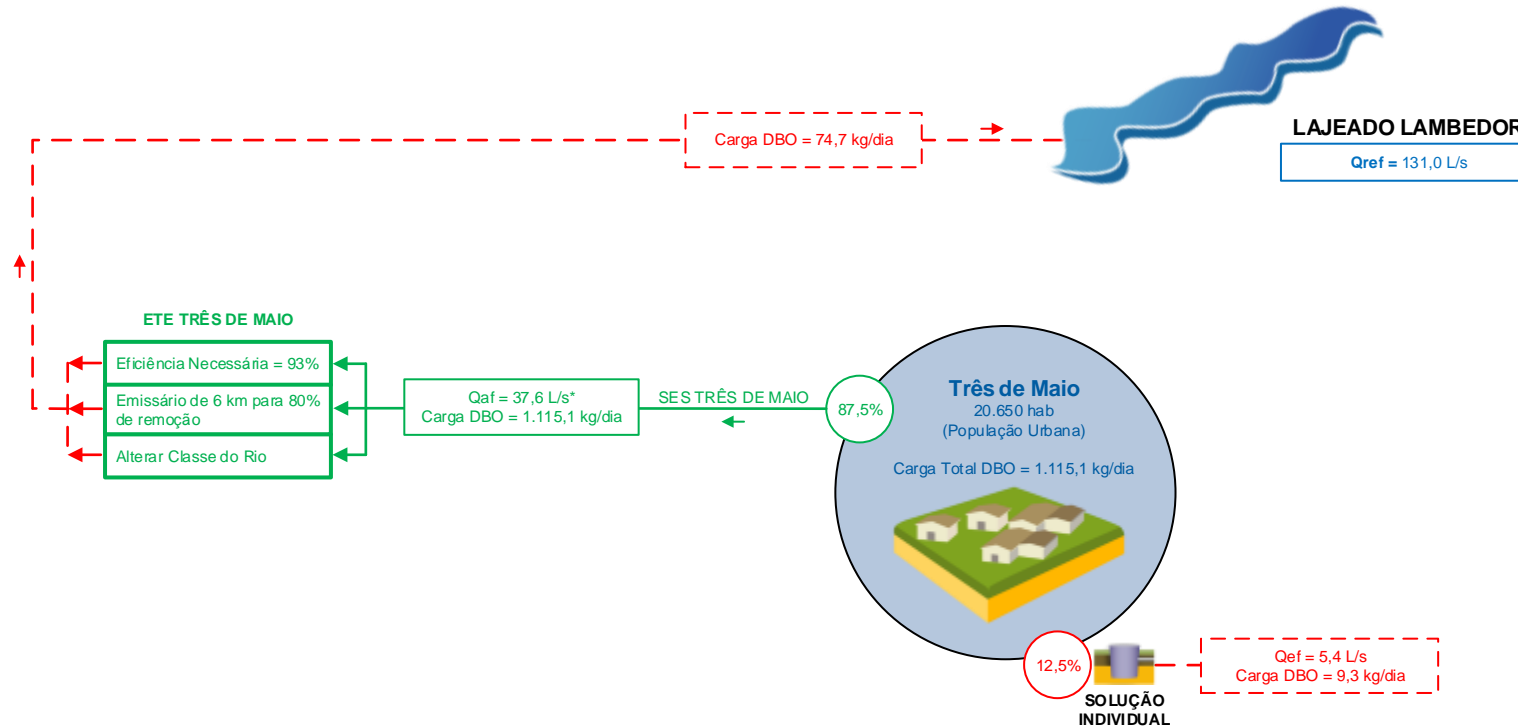 Carga DBO = 74,7 kg/dia
LAJEADO LAMBEDOR
Qref = 131,0 L/s
ETE TRÊS DE MAIO
Eficiência Necessária = 93%
Emissário de 6 km para 80%
de remoção
Alterar Classe do Rio
Qaf = 37,6 L/s*
Carga DBO = 1.115,1 kg/dia
SES TRÊS DE MAIO
87,5%
Três de Maio
20.650 hab
(População Urbana)
Carga Total DBO = 1.115,1 kg/dia
12,5%
SOLUÇÃO
INDIVIDUAL
Qef = 5,4 L/s
Carga DBO = 9,3 kg/dia